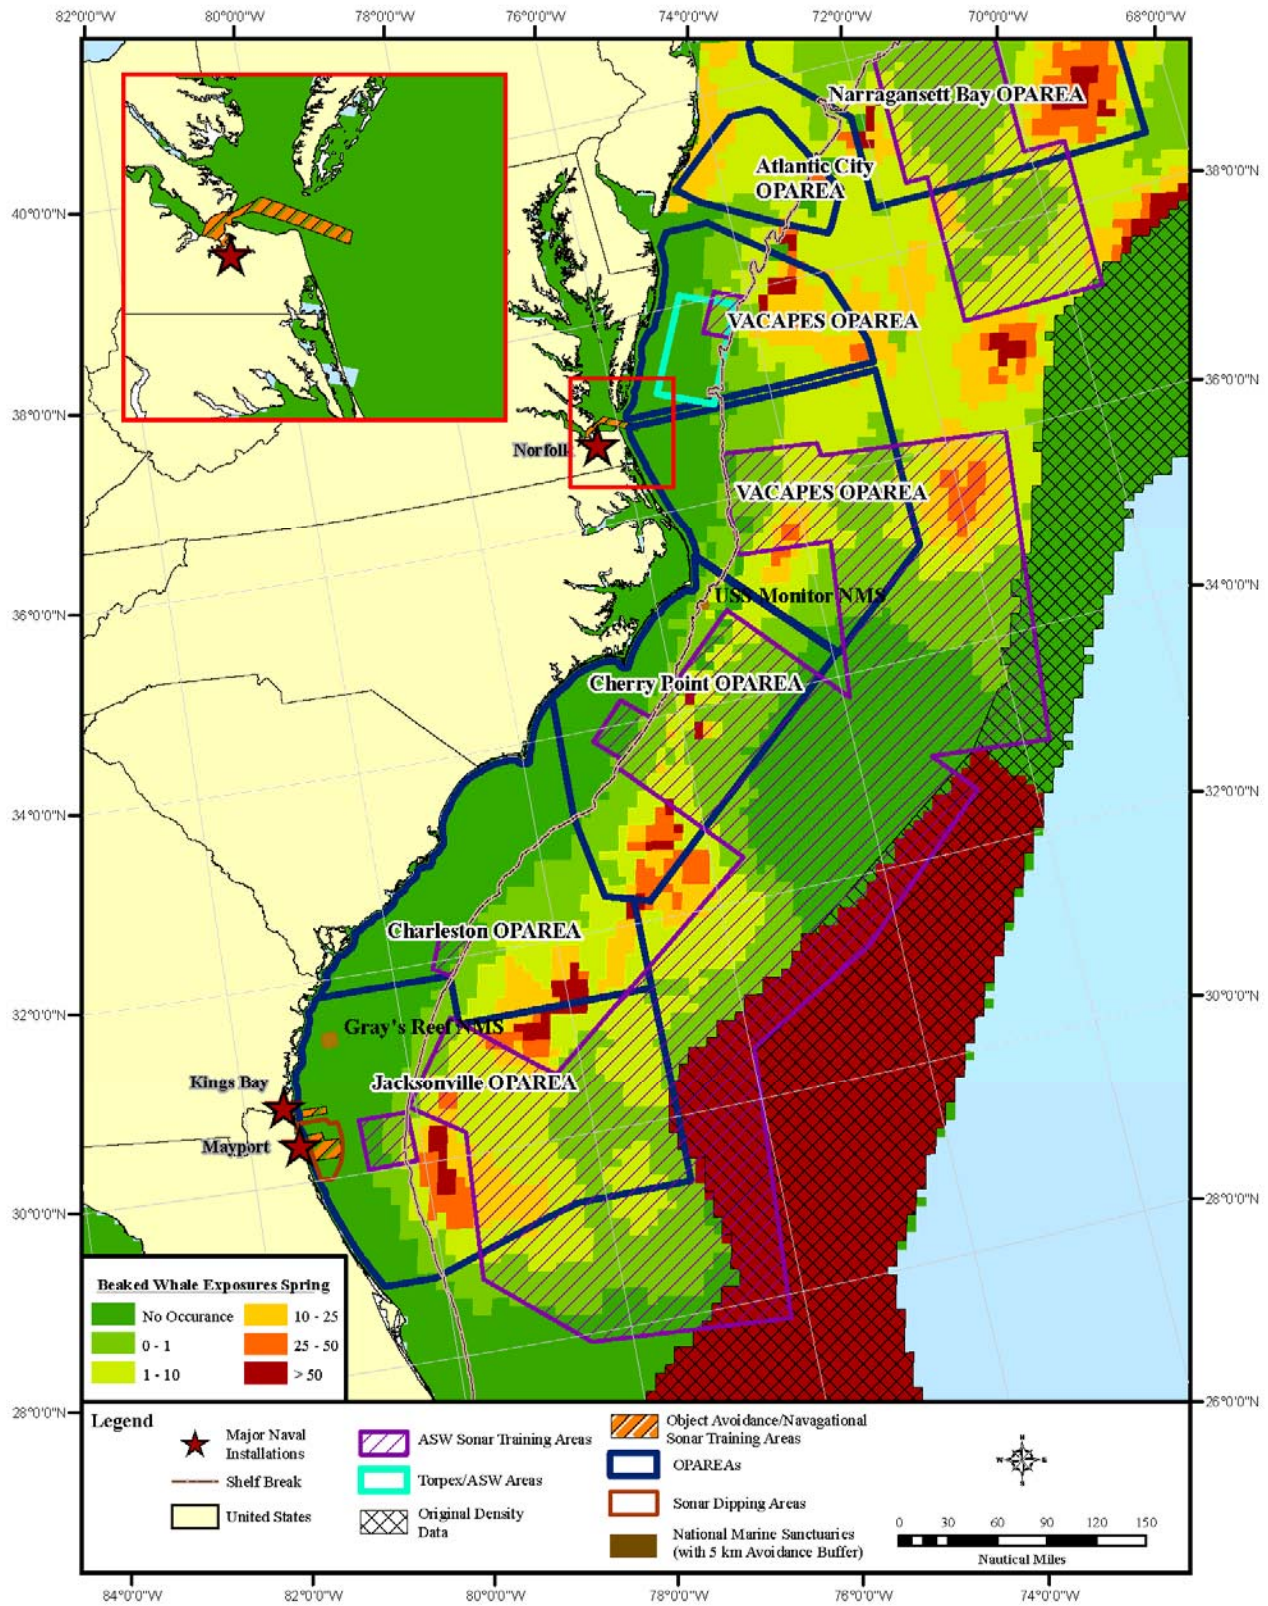 82°0'0"W 80°0'0"W 78°0'0"W 76°0'0"W 74°0'0"W 72°0'0"W 70°0'0"W 68°0'0"W
Narragansett Bay OPAREA
Atlantic City
OPAREA
38°0'0"N
40°0'0"N
VACAPES OPAREA
36°0'0"N
38°0'0"N
Norfolk
VACAPES OPAREA
34°0'0"N
USS Monitor NMS
36°0'0"N
Cherry Point OPAREA
32°0'0"N
34°0'0"N
Charleston OPAREA
30°0'0"N
32°0'0"N
Gray's Reef NMS
Kings Bay
Jacksonville OPAREA
Mayport
28°0'0"N
30°0'0"N
Beaked Whale Exposures Spring
No Occurance
0 - 1
1 - 10
10 - 25
25 - 50
> 50
26°0'0"N
28°0'0"N
Legend
Major Naval
Installations
Shelf Break
United States
ASW Sonar Training Areas
Torpex/ASW Areas
Original Density
Data
Object Avoidance/Navagational
Sonar Training Areas
OPAREAs
Sonar Dipping Areas
National Marine Sanctuaries
(with 5 km Avoidance Buffer)
N
W E
S
0 30 60 90 120 150
Nautical Miles
84°0'0"W 82°0'0"W 80°0'0"W 78°0'0"W 76°0'0"W 74°0'0"W